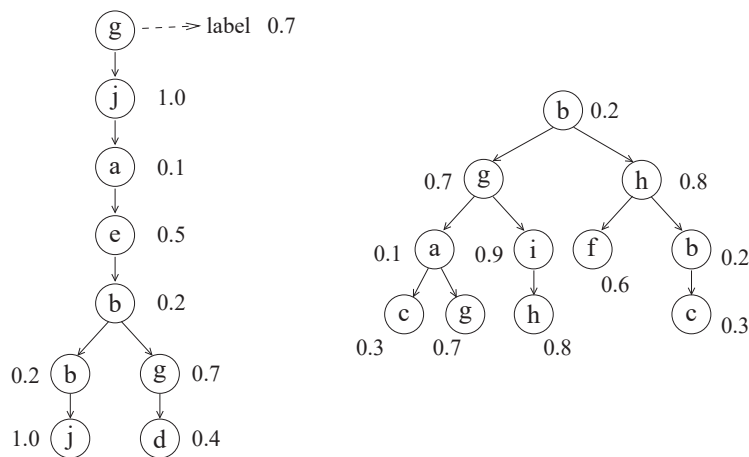 g label 0.7
j 1.0
a 0.1
e 0.5
b 0.2
0.2 b g 0.7
1.0 j d 0.4
b 0.2
0.7 g h 0.8
0.1 a 0.9 i f b 0.2
0.6
c g h c 0.3
0.3 0.7 0.8